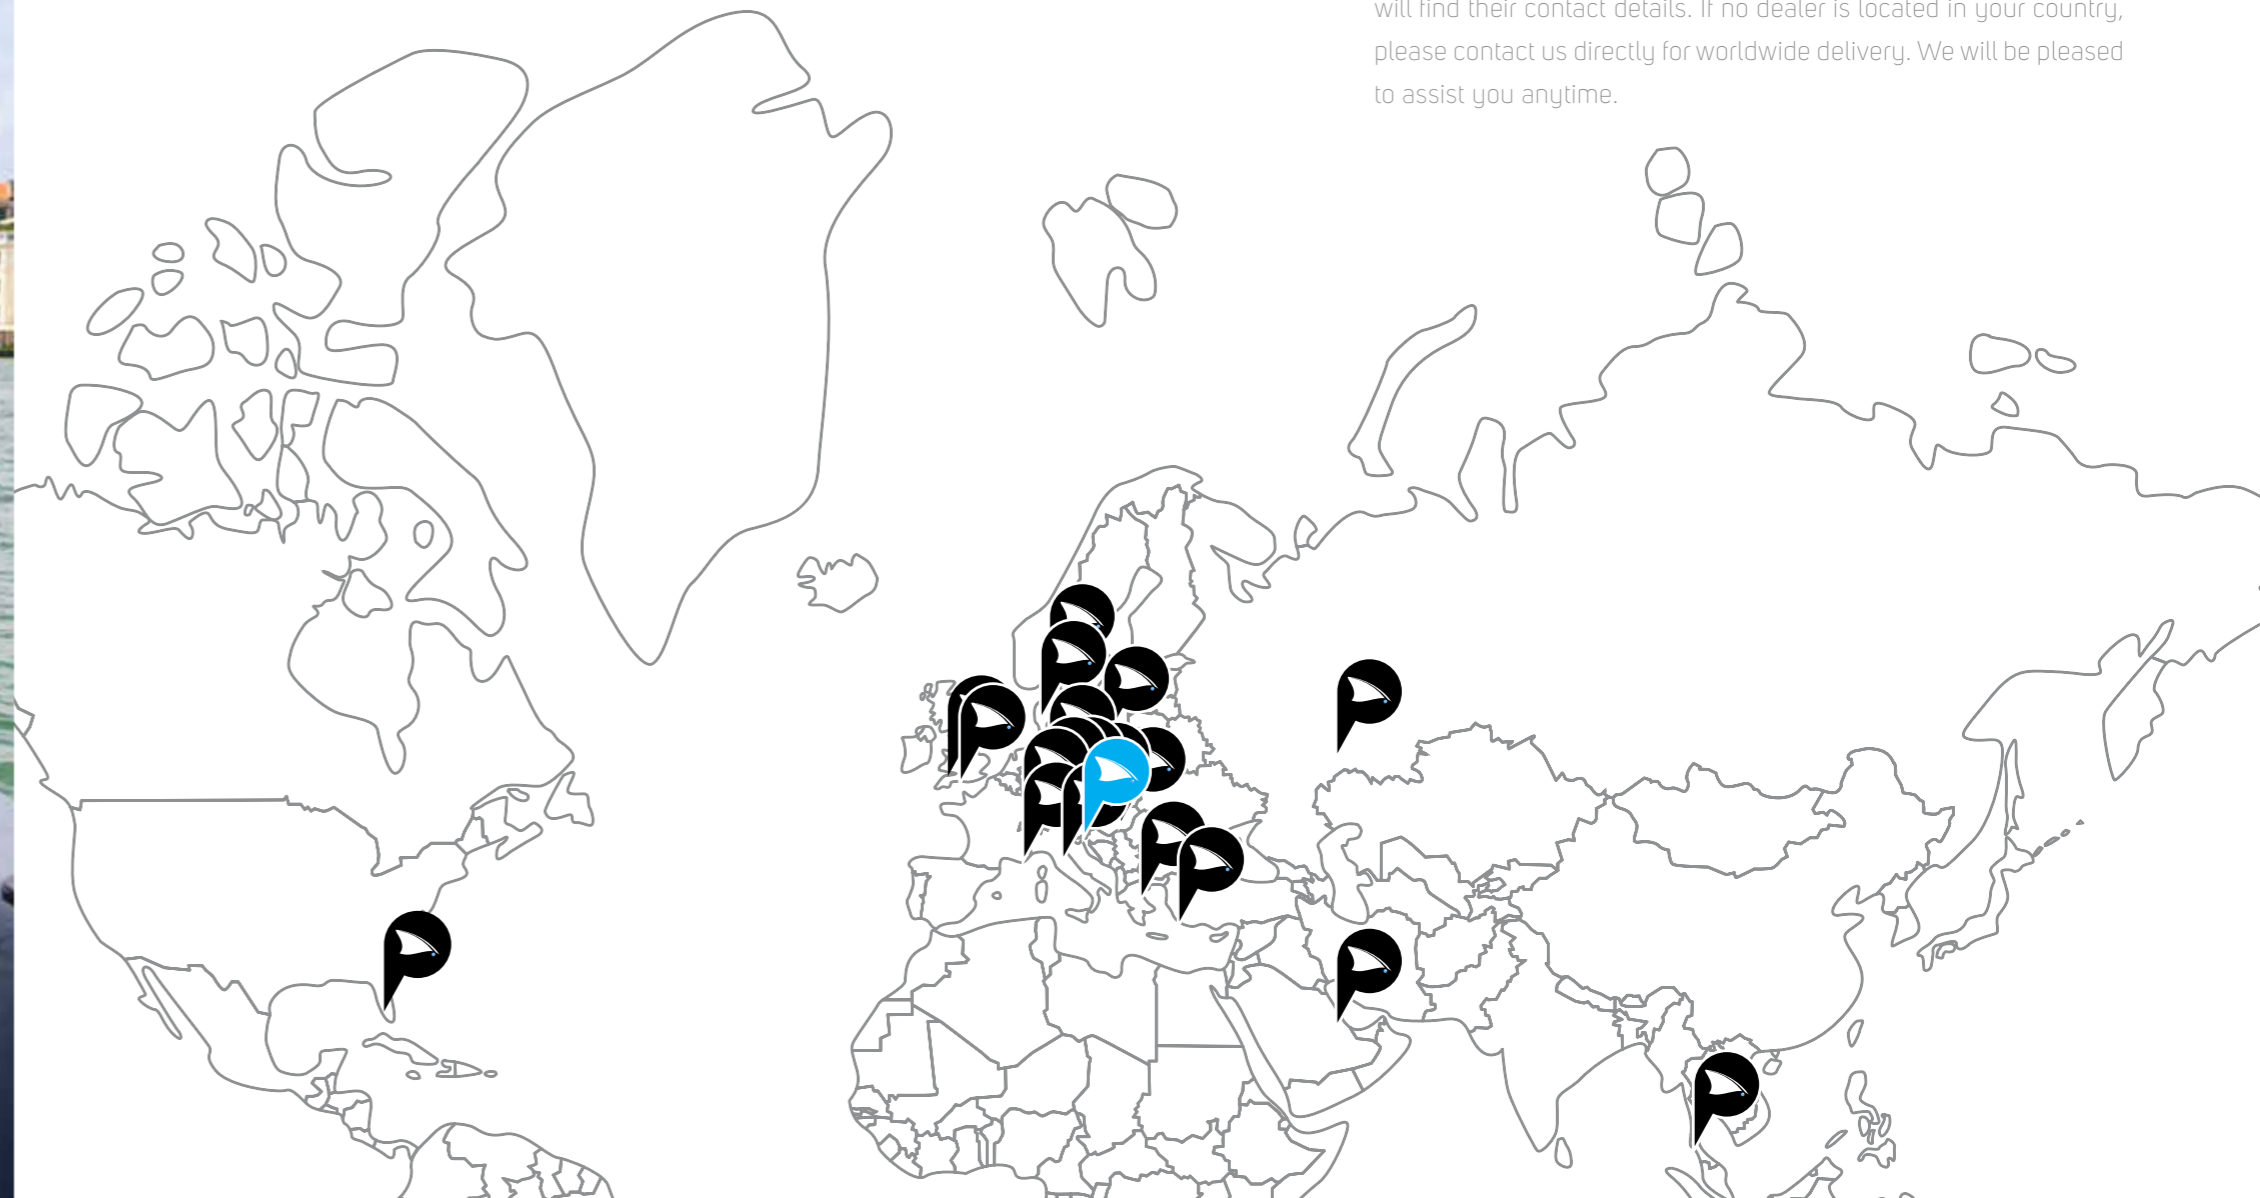 will find their contact details. If no dealer is located in your country,
please contact us directly for worldwide delivery. We will be pleased
to assist you anytime.